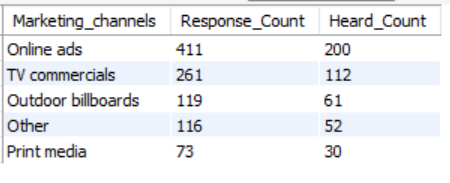 Marketing_channels Response_Count Heard_Count
Online ads 411 200
TV commercials 261 112
Outdoor billboards 119 61
Other 116 52
Print media 73 30